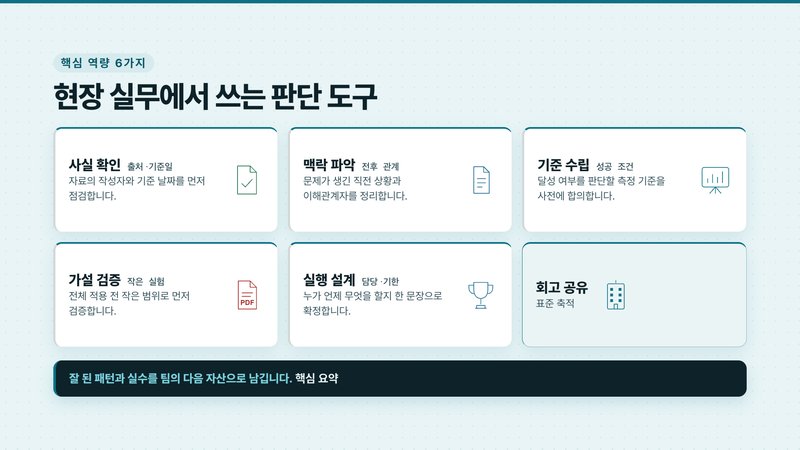 핵심 역량 6가지
현장 실무에서 쓰는 판단 도구
사실 확인 출처 ·기준일
자료의 작성자와 기준 날짜를 먼저
점검합니다.
맥락 파악 전후 관계
문제가 생긴 직전 상황과
이해관계자를 정리합니다.
기준 수립 성공 조건
달성 여부를 판단할 측정 기준을
사전에 합의합니다.
가설 검증 작은 실험
전체 적용 전 작은 범위로 먼저
검증합니다.
PDF
실행 설계 담당 ·기한
누가 언제 무엇을 할지 한 문장으로
확정합니다.
회고 공유
표준 축적
잘 된 패턴과 실수를 팀의 다음 자산으로 남깁니다. 핵심 요약